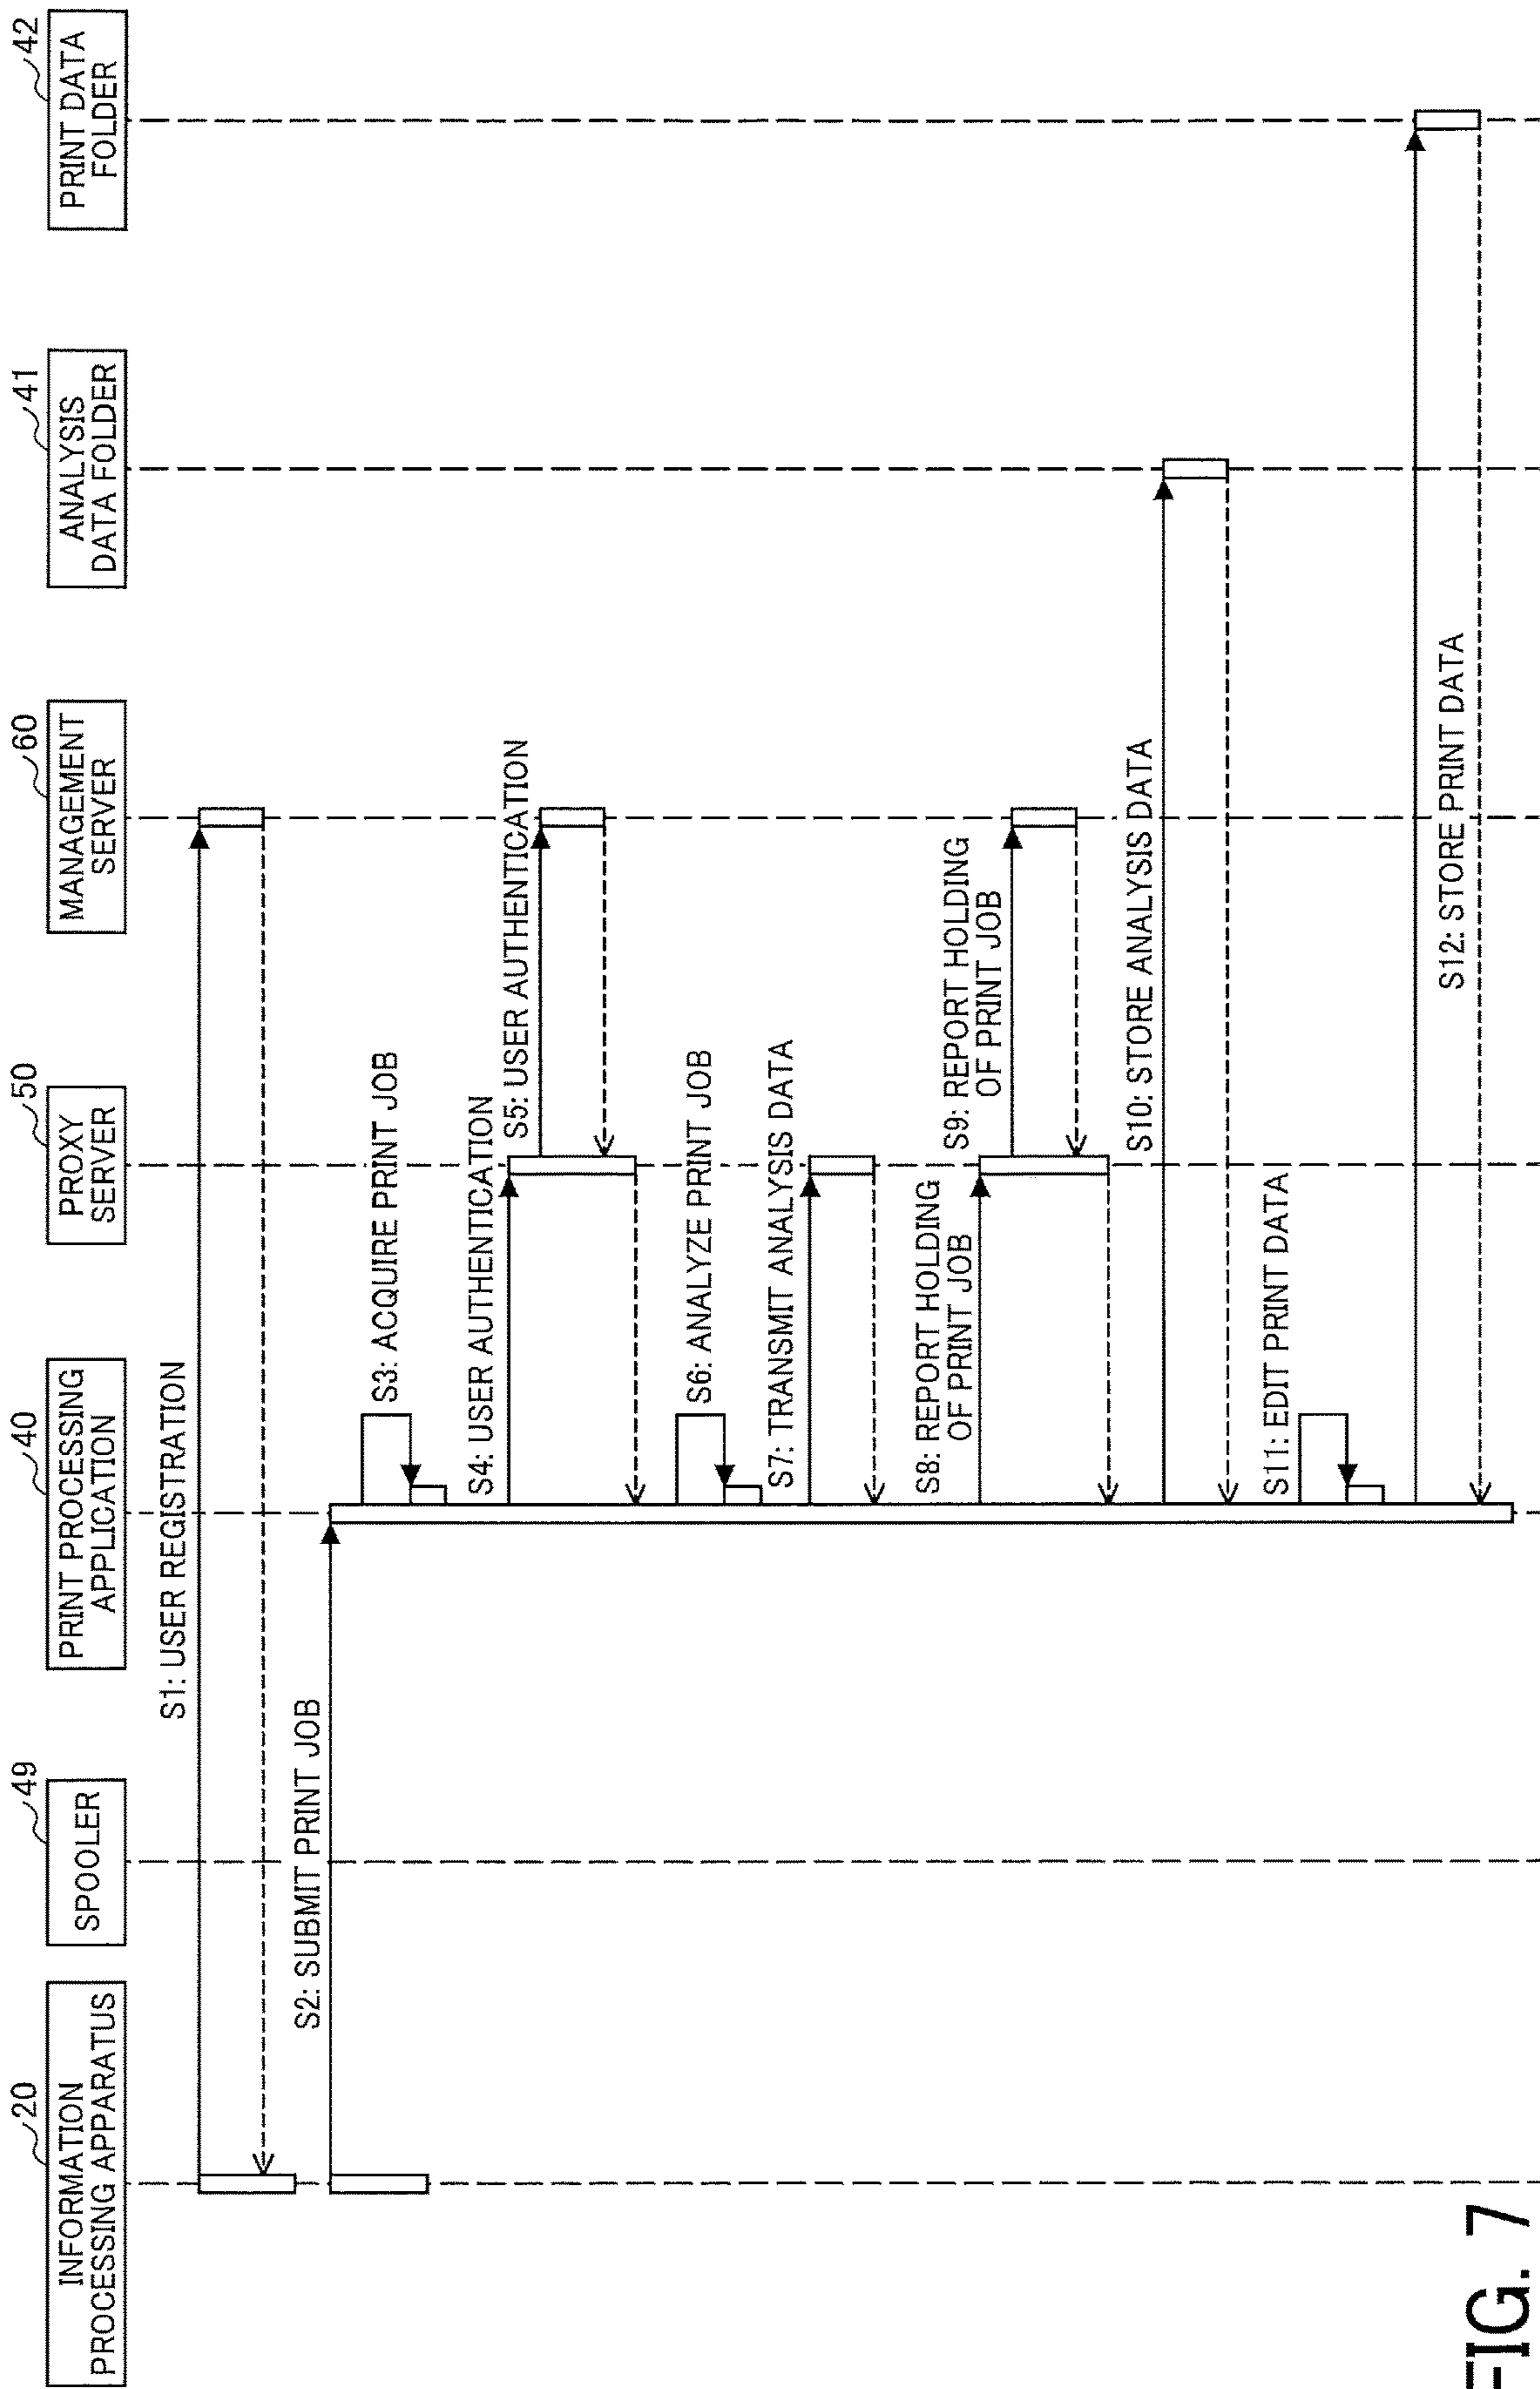 20
INFORMATION
PROCESSING APPARATUS
49
SPOOLER
40
PRINT PROCESSING
APPLICATION
50
PROXY
SERVER
60
MANAGEMENT
SERVER
41
ANALYSIS
DATA FOLDER
42
PRINT DATA
FOLDER
S1: USER REGISTRATION
S2: SUBMIT PRINT JOB
S3: ACQUIRE PRINT JOB
S4: USER AUTHENTICATION
S5: USER AUTHENTICATION
S6: ANALYZE PRINT JOB
S7: TRANSMIT ANALYSIS DATA
S8: REPORT HOLDING
OF PRINT JOB
S9: REPORT HOLDING
OF PRINT JOB
S10: STORE ANALYSIS DATA
S11: EDIT PRINT DATA
S12: STORE PRINT DATA
FIG. 7